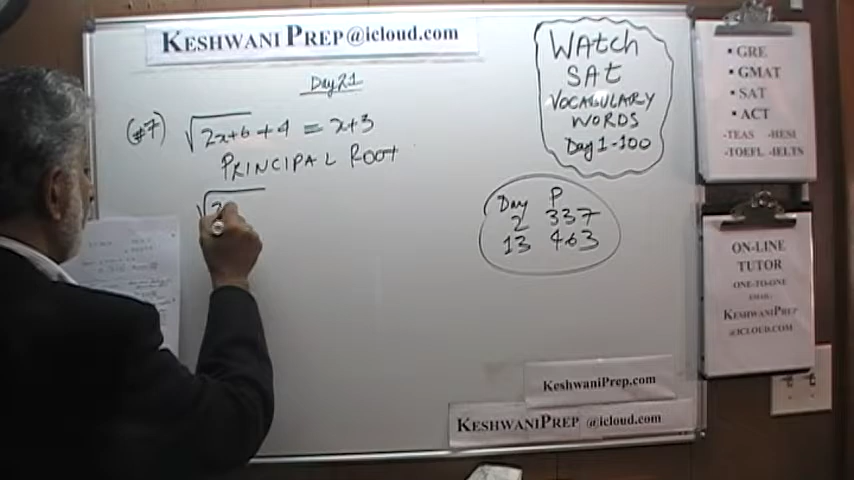 KESHWANI PREP@icloud.com
Day 21
(#7) √2x+6 + 4 = x+3
PRINCIPAL ROOT
√2
WAtch
SAt
VOCABULARY
WORDS
Day 1-100
Day P
2 337
13 463
• GRE
• GMAT
• SAT
• ACT
-TEAS -HESI
-TOEFL -IELTS
ON-LINE
TUTOR
ONE-TO-ONE
EMAIL
KESHWANIPREP
@ICLOUD.COM
KeshwaniPrep.com
KESHWANIPREP @icloud.com